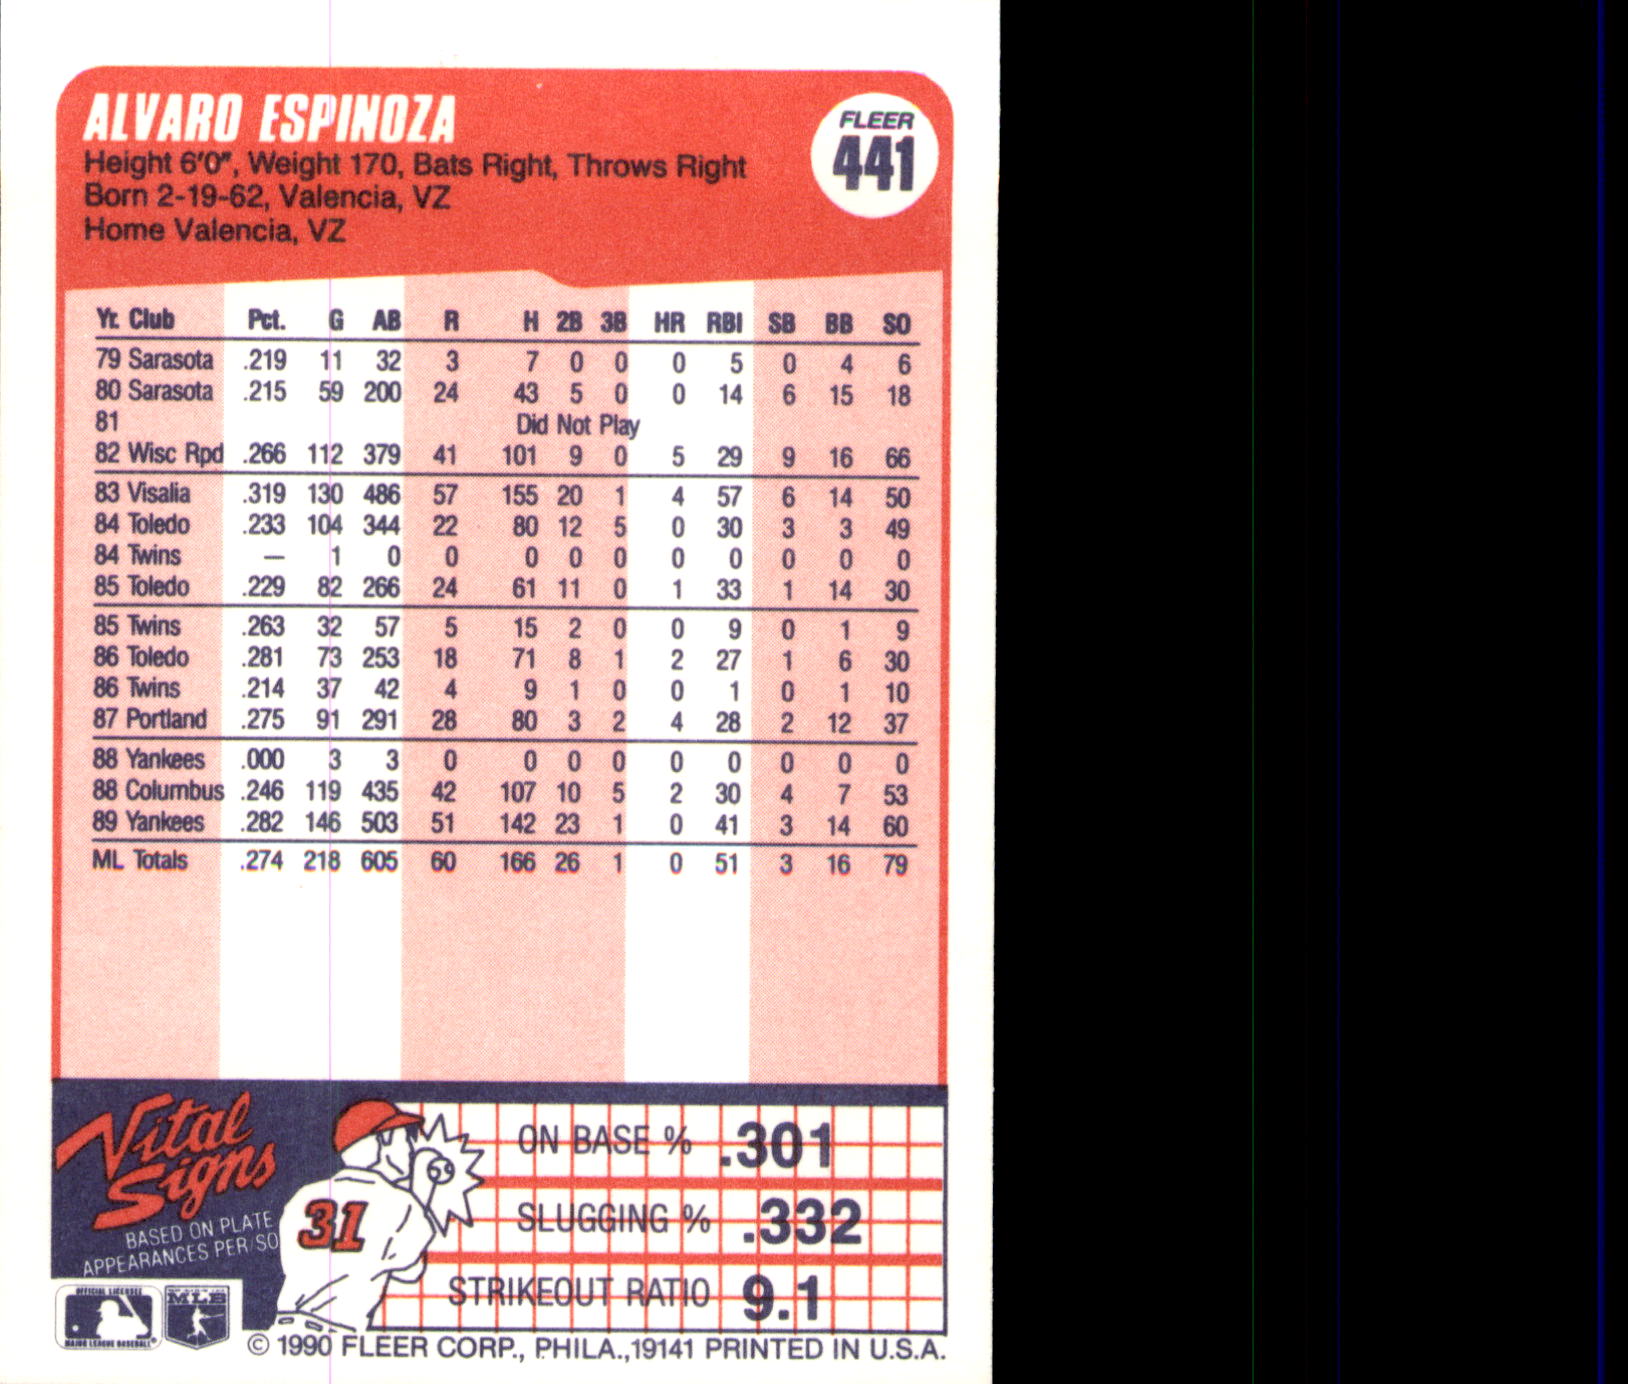 ALVARO ESPINOZA
FLEER
441
Height 6'0", Weight 170, Bats Right, Throws Right
Born 2-19-62, Valencia, VZ
Home Valencia, VZ
Yr. Club Pct. G AB R H 2B 3B HR RBI SB BB SO
79 Sarasota .219 11 32 3 7 0 0 0 5 0 4 6
80 Sarasota .215 59 200 24 43 5 0 0 14 6 15 18
81 Did Not Play
82 Wisc Rpd .266 112 379 41 101 9 0 5 29 9 16 66
83 Visalia .319 130 486 57 155 20 1 4 57 6 14 50
84 Toledo .233 104 344 22 80 12 5 0 30 3 3 49
84 Twins — 1 0 0 0 0 0 0 0 0 0 0
85 Toledo .229 82 266 24 61 11 0 1 33 1 14 30
85 Twins .263 32 57 5 15 2 0 0 9 0 1 9
86 Toledo .281 73 253 18 71 8 1 2 27 1 6 30
86 Twins .214 37 42 4 9 1 0 0 1 0 1 10
87 Portland .275 91 291 28 80 3 2 4 28 2 12 37
88 Yankees .000 3 3 0 0 0 0 0 0 0 0 0
88 Columbus .246 119 435 42 107 10 5 2 30 4 7 53
89 Yankees .282 146 503 51 142 23 1 0 41 3 14 60
ML Totals .274 218 605 60 166 26 1 0 51 3 16 79
Vital
Signs
BASED ON PLATE
APPEARANCES PER/SO
31
ON BASE % .301
SLUGGING % .332
STRIKEOUT RATIO 9.1
OFFICIAL LICENSEE
MAJOR LEAGUE BASEBALL®
MLB
© 1990 FLEER CORP., PHILA.,19141 PRINTED IN U.S.A.